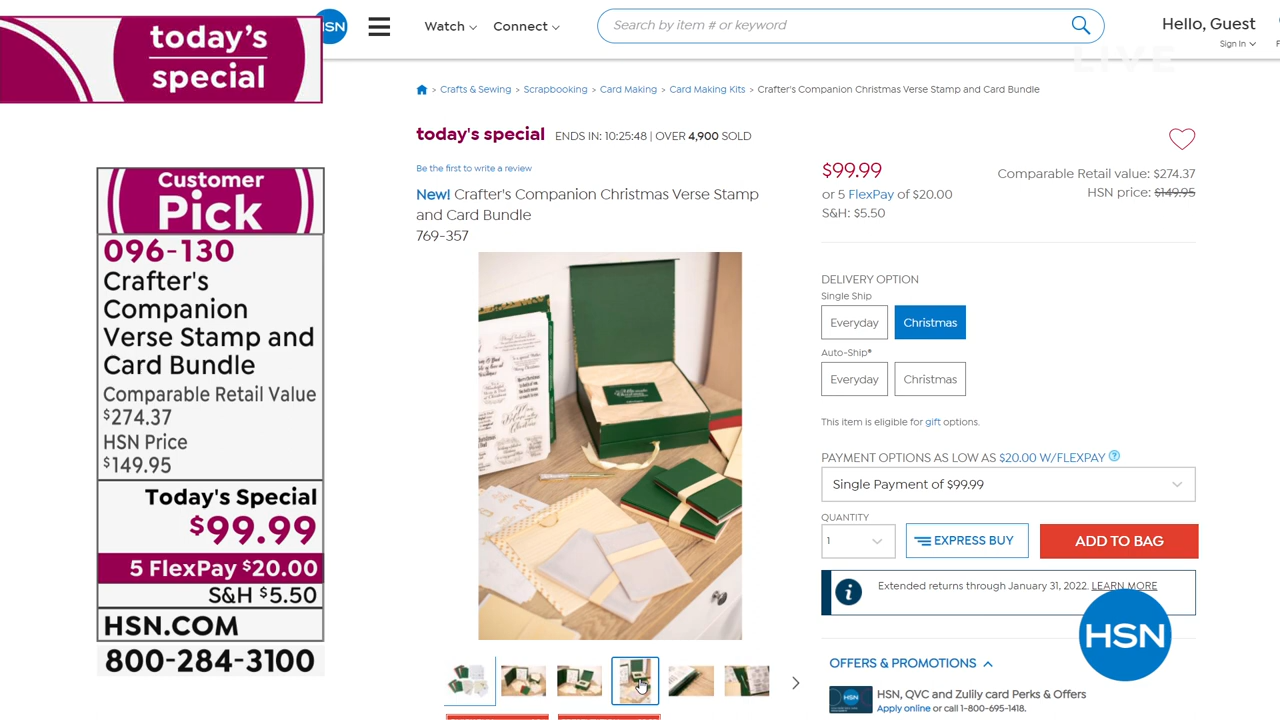 today's
special
Customer
Pick
096-130
Crafter's
Companion
Verse Stamp and
Card Bundle
Comparable Retail Value
$274.37
HSN Price
$149.95
Today's Special
$99.99
5 FlexPay $20.00
S&H $5.50
HSN.COM
800-284-3100
HSN
Watch
Connect
Search by item # or keyword
Hello, Guest
Sign In
LIVE
> Crafts & Sewing > Scrapbooking > Card Making > Card Making Kits > Crafter's Companion Christmas Verse Stamp and Card Bundle
today's special ENDS IN: 10:25:48 | OVER 4,900 SOLD
Be the first to write a review
New! Crafter's Companion Christmas Verse Stamp
and Card Bundle
769-357
$99.99
or 5 FlexPay of $20.00
S&H: $5.50
Comparable Retail value: $274.37
HSN price: $149.95
DELIVERY OPTION
Single Ship
Everyday
Christmas
Auto-Ship®
Everyday
Christmas
This item is eligible for gift options.
PAYMENT OPTIONS AS LOW AS $20.00 W/FLEXPAY ?
Single Payment of $99.99
QUANTITY
1
EXPRESS BUY
ADD TO BAG
i
Extended returns through January 31, 2022. LEARN MORE
HSN
OFFERS & PROMOTIONS
HSN, QVC and Zulily card Perks & Offers
Apply online or call 1-800-695-1418.